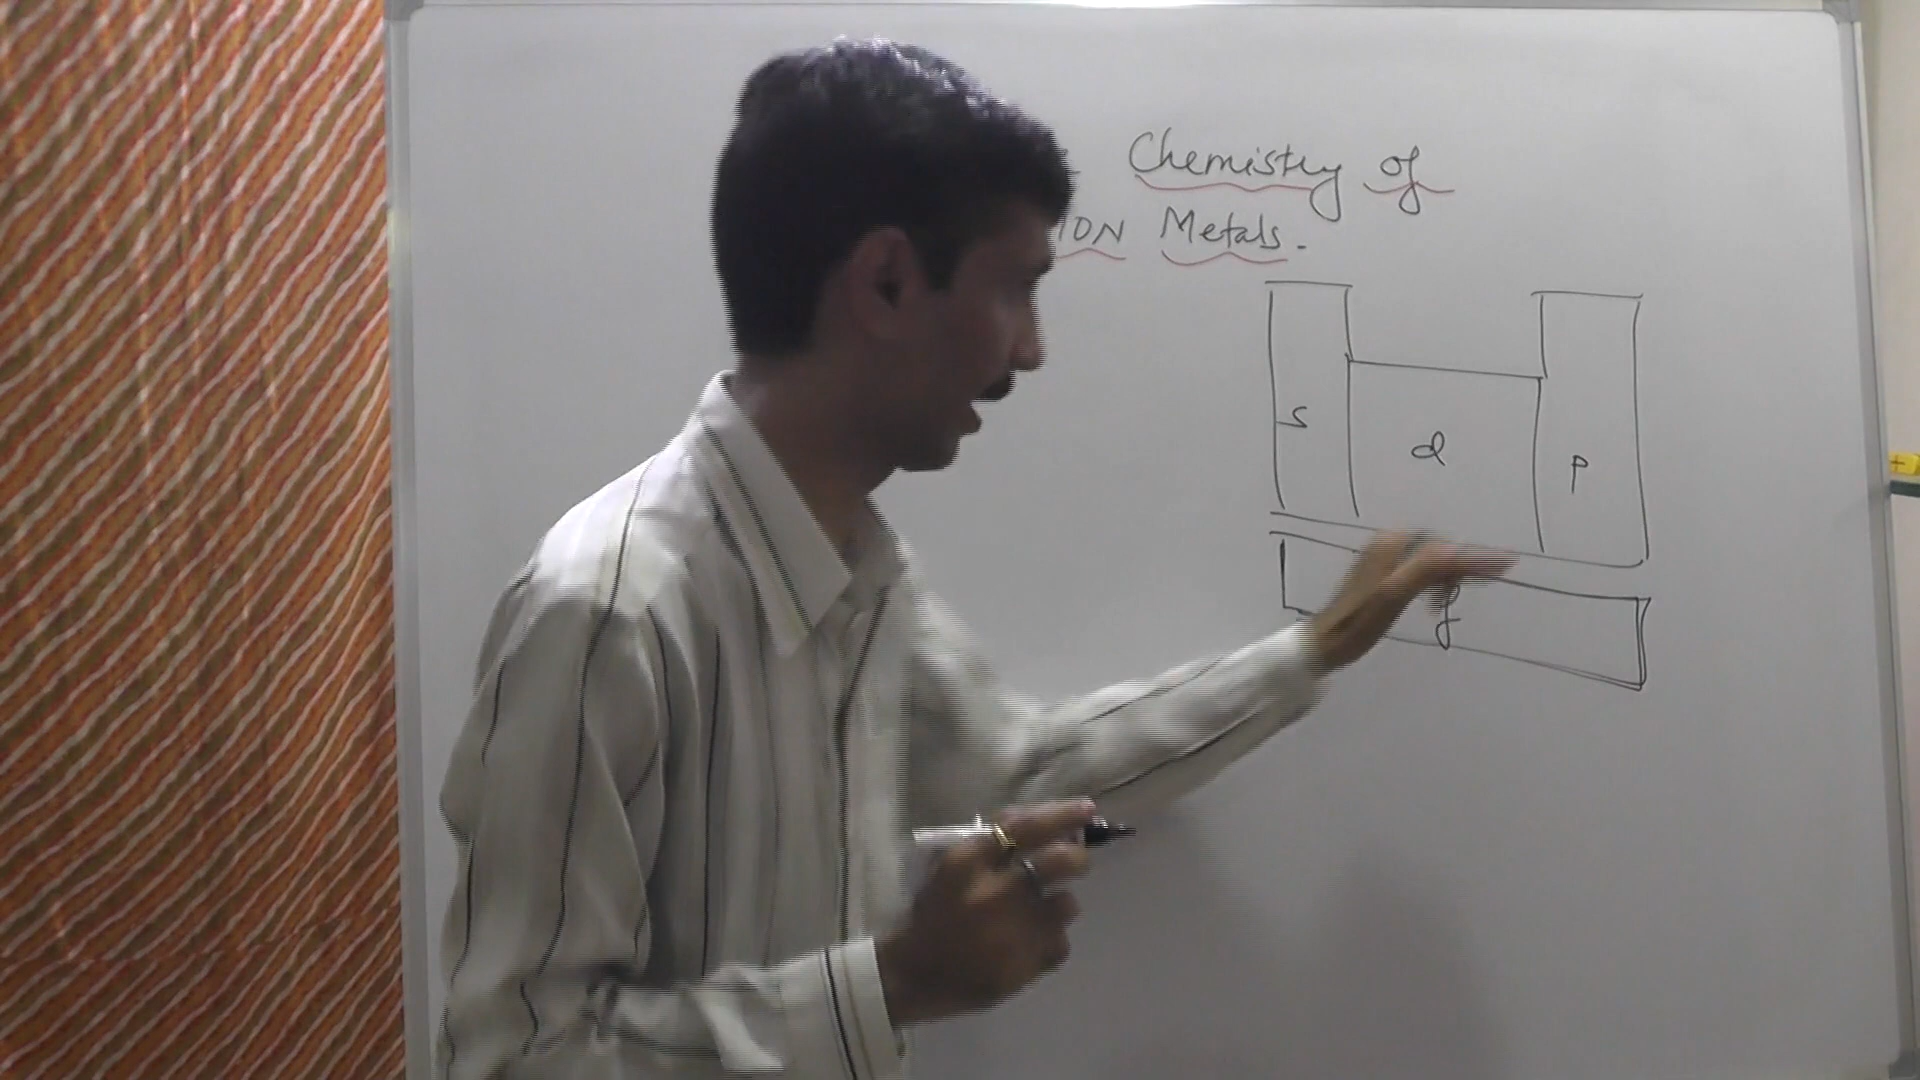 Chemistry of
ION Metals.
s
d
p
f